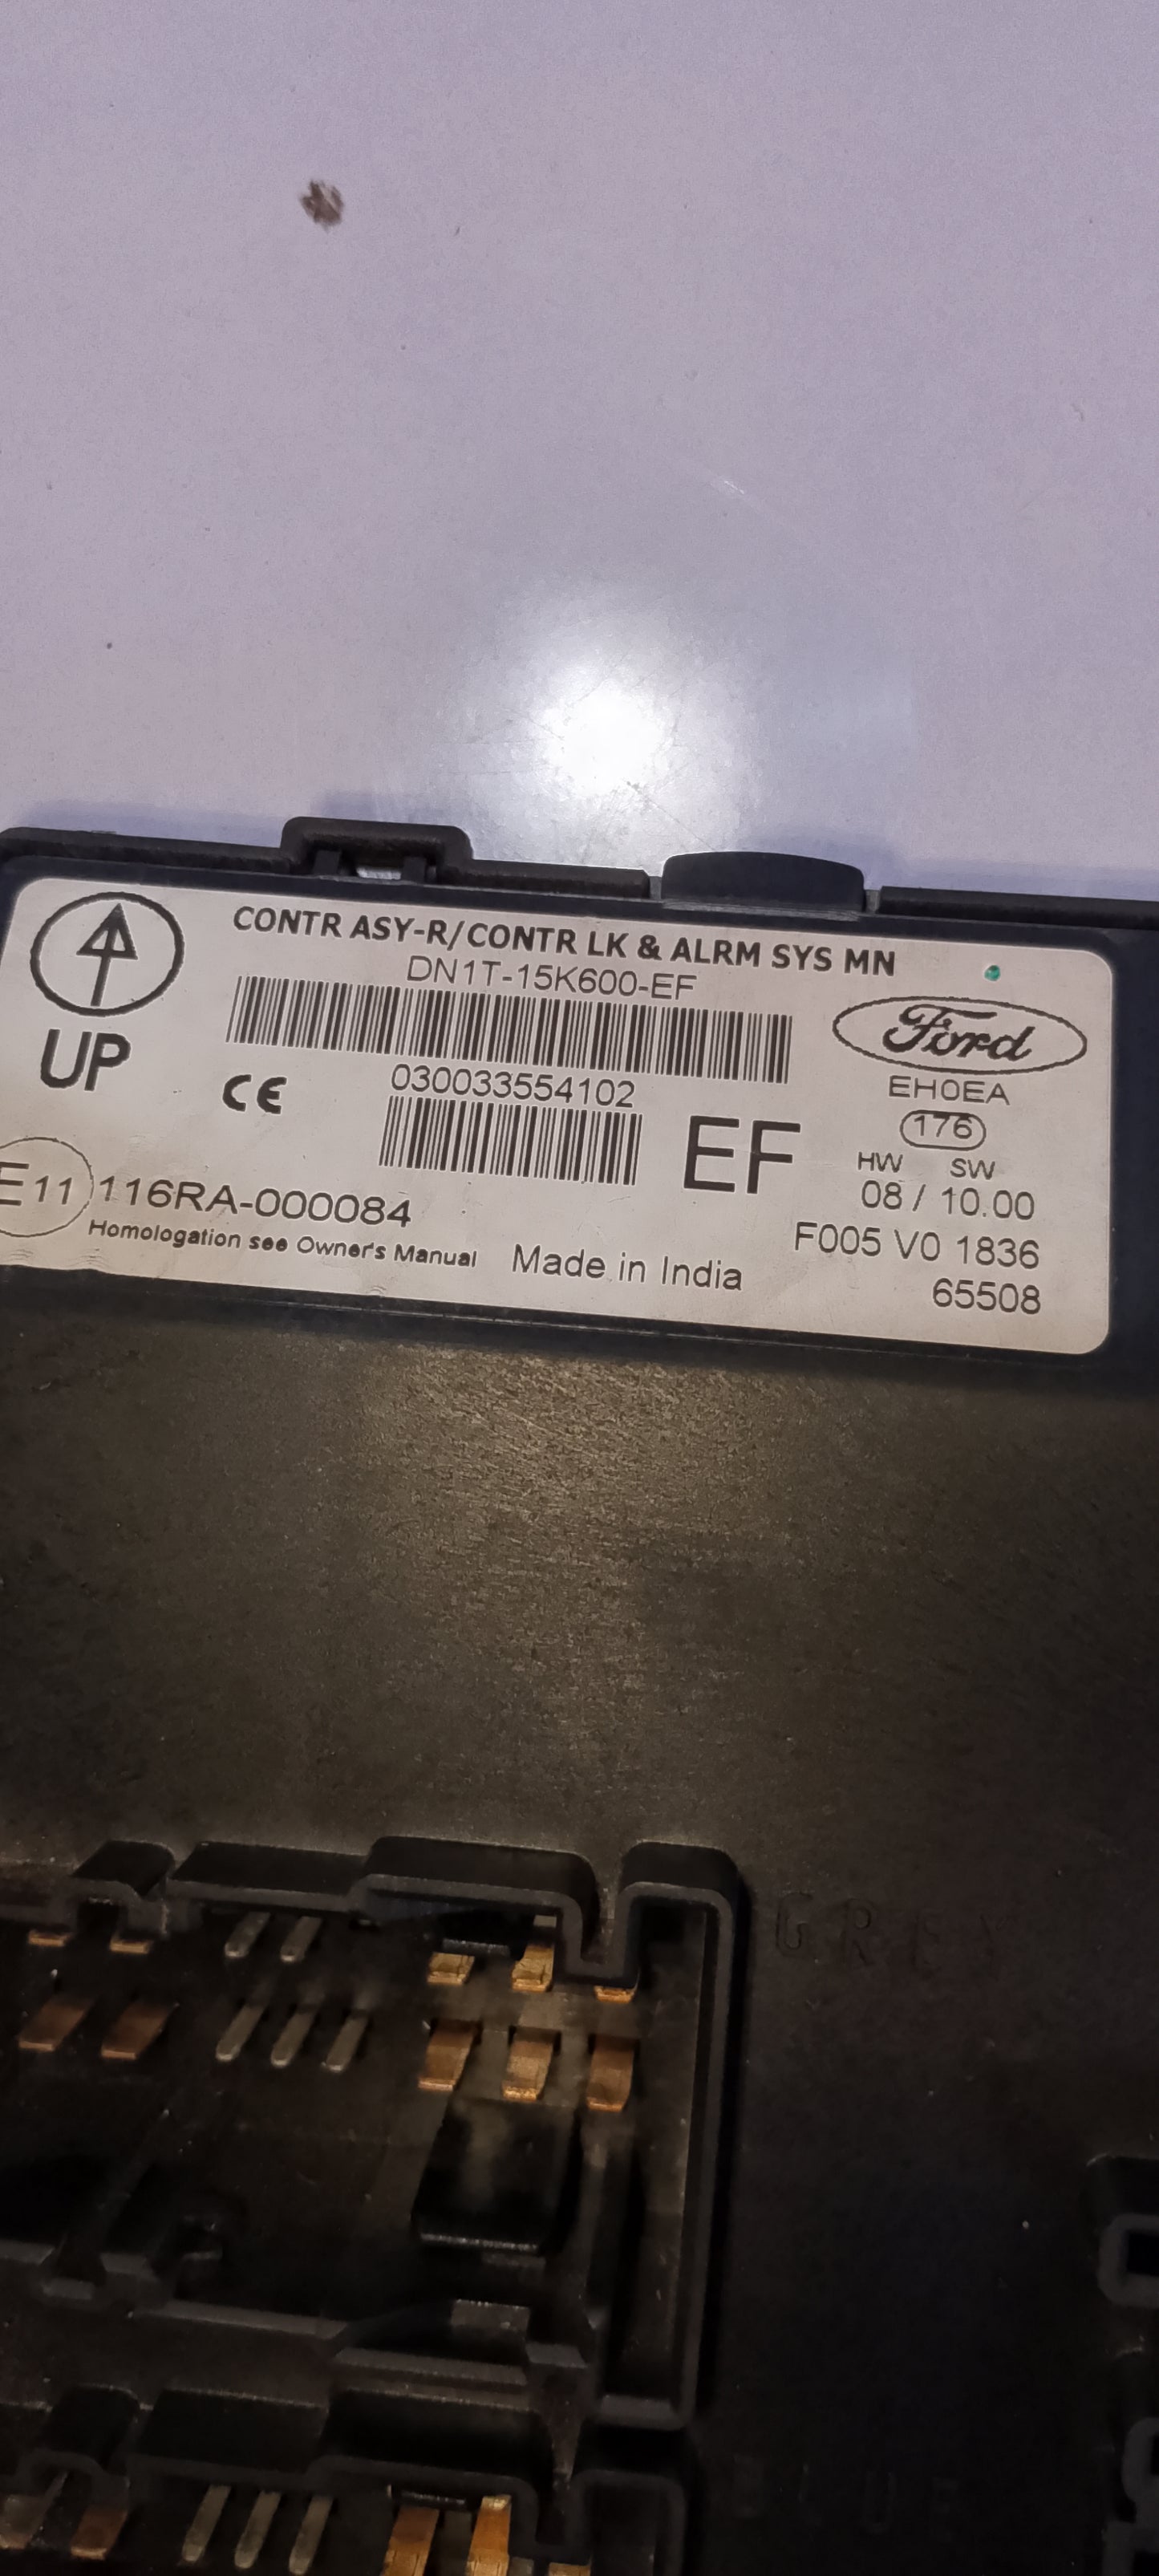 CONTR ASY-R/CONTR LK & ALRM SYS MN
DN1T-15K600-EF
UP
CE
030033554102
EF
Ford
EH0EA
176
HW SW
08 / 10.00
F005 V0 1836
65508
E11 116RA-000084
Homologation see Owner's Manual
Made in India
GREY